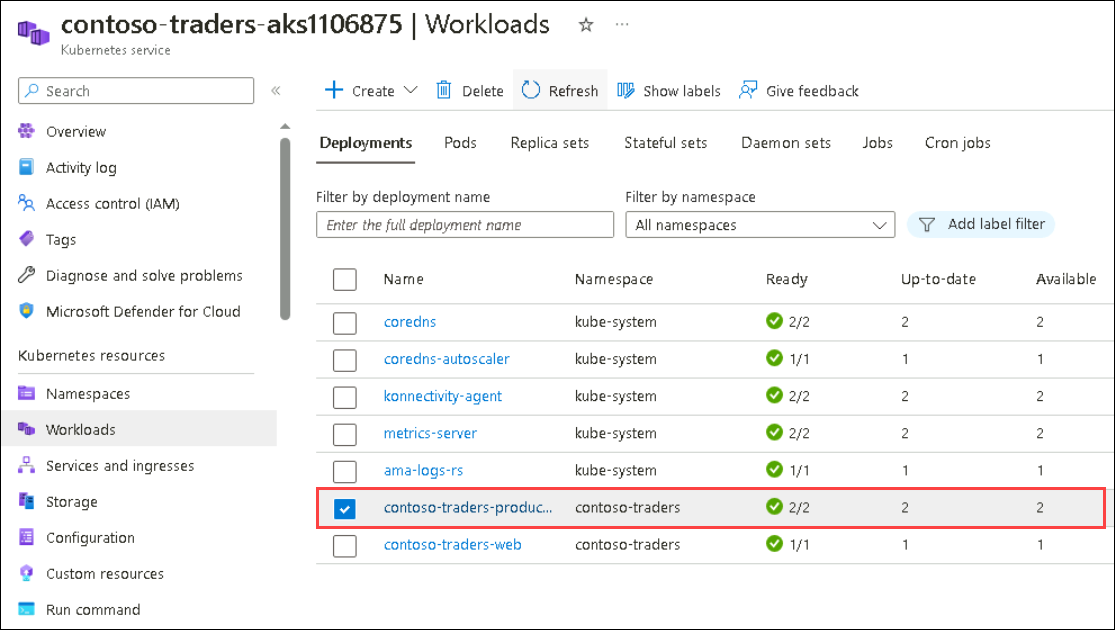 contoso-traders-aks1106875 | Workloads
Kubernetes service
Search
Overview
Activity log
Access control (IAM)
Tags
Diagnose and solve problems
Microsoft Defender for Cloud
Kubernetes resources
Namespaces
Workloads
Services and ingresses
Storage
Configuration
Custom resources
Run command
Create Delete Refresh Show labels Give feedback
Deployments Pods Replica sets Stateful sets Daemon sets Jobs Cron jobs
Filter by deployment name Filter by namespace
Enter the full deployment name All namespaces Add label filter
Name Namespace Ready Up-to-date Available
coredns kube-system 2/2 2 2
coredns-autoscaler kube-system 1/1 1 1
konnectivity-agent kube-system 2/2 2 2
metrics-server kube-system 2/2 2 2
ama-logs-rs kube-system 1/1 1 1
contoso-traders-produc... contoso-traders 2/2 2 2
contoso-traders-web contoso-traders 1/1 1 1